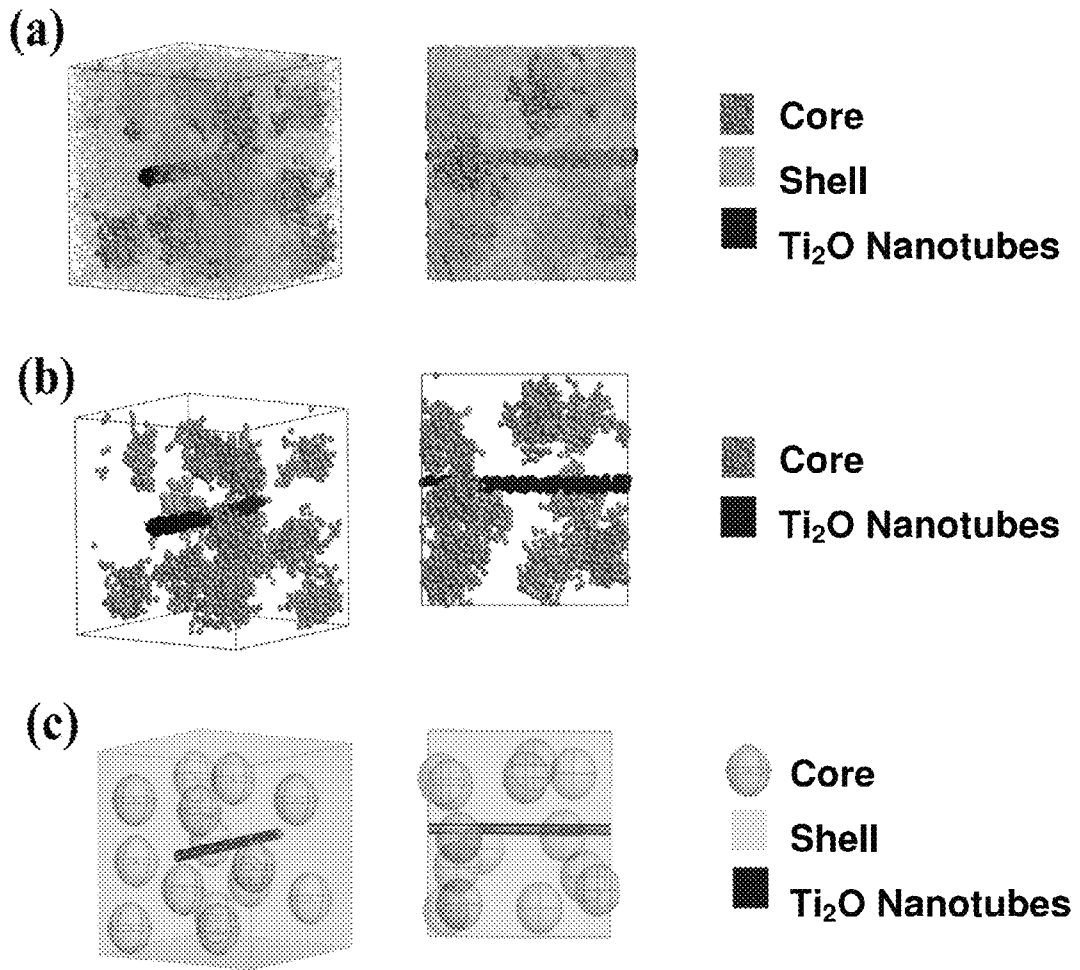 (a)
Core
Shell
Ti₂O Nanotubes
(b)
Core
Ti₂O Nanotubes
(c)
Core
Shell
Ti₂O Nanotubes